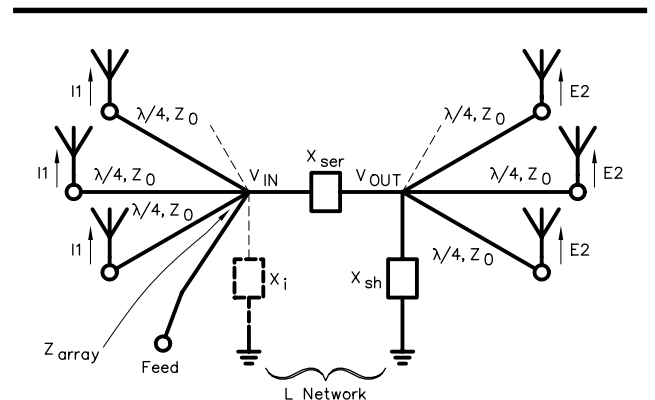 I1
λ/4, Z0
λ/4, Z0
E2
I1
λ/4, Z0
VIN
Xser
VOUT
λ/4, Z0
E2
I1
λ/4, Z0
λ/4, Z0
E2
Xi
Xsh
Zarray
Feed
L Network